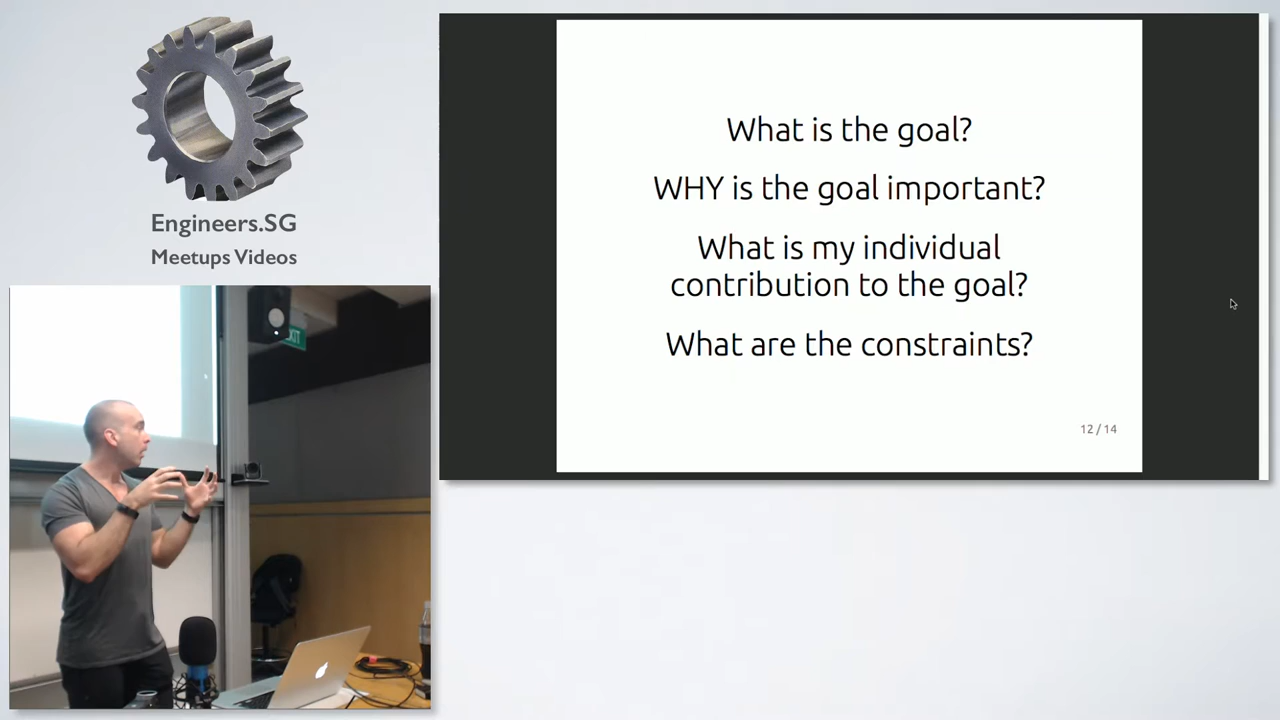 Engineers.SG
Meetups Videos
What is the goal?
WHY is the goal important?
What is my individual
contribution to the goal?
What are the constraints?
12 / 14